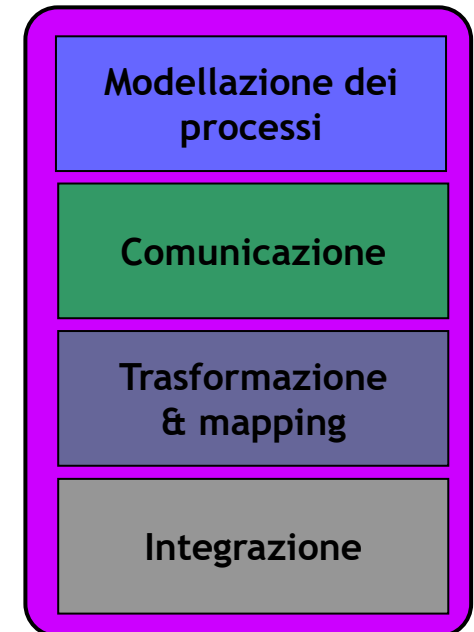 Modellazione dei
processi
Comunicazione
Trasformazione
& mapping
Integrazione